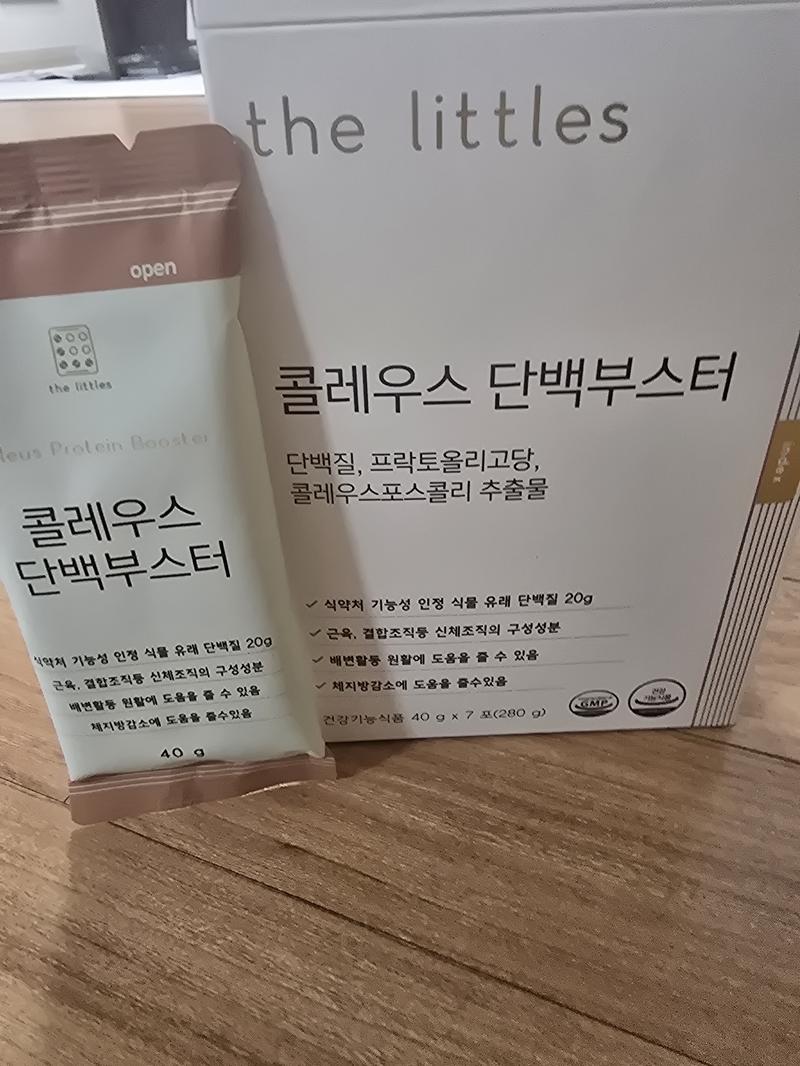 the littles
콜레우스 단백부스터
단백질, 프락토올리고당,
콜레우스포스콜리 추출물
식약처 기능성 인정 식물 유래 단백질 20g
근육, 결합조직등 신체조직의 구성성분
배변활동 원활에 도움을 줄 수 있음
체지방감소에 도움을 줄수있음
건강기능식품 40 g x 7 포(280 g)
GMP
건강
기능식품
open
the littles
leus Protein Booster
콜레우스
단백부스터
식약처 기능성 인정 식물 유래 단백질 20g
근육, 결합조직등 신체조직의 구성성분
배변활동 원활에 도움을 줄 수 있음
체지방감소에 도움을 줄수있음
40 g